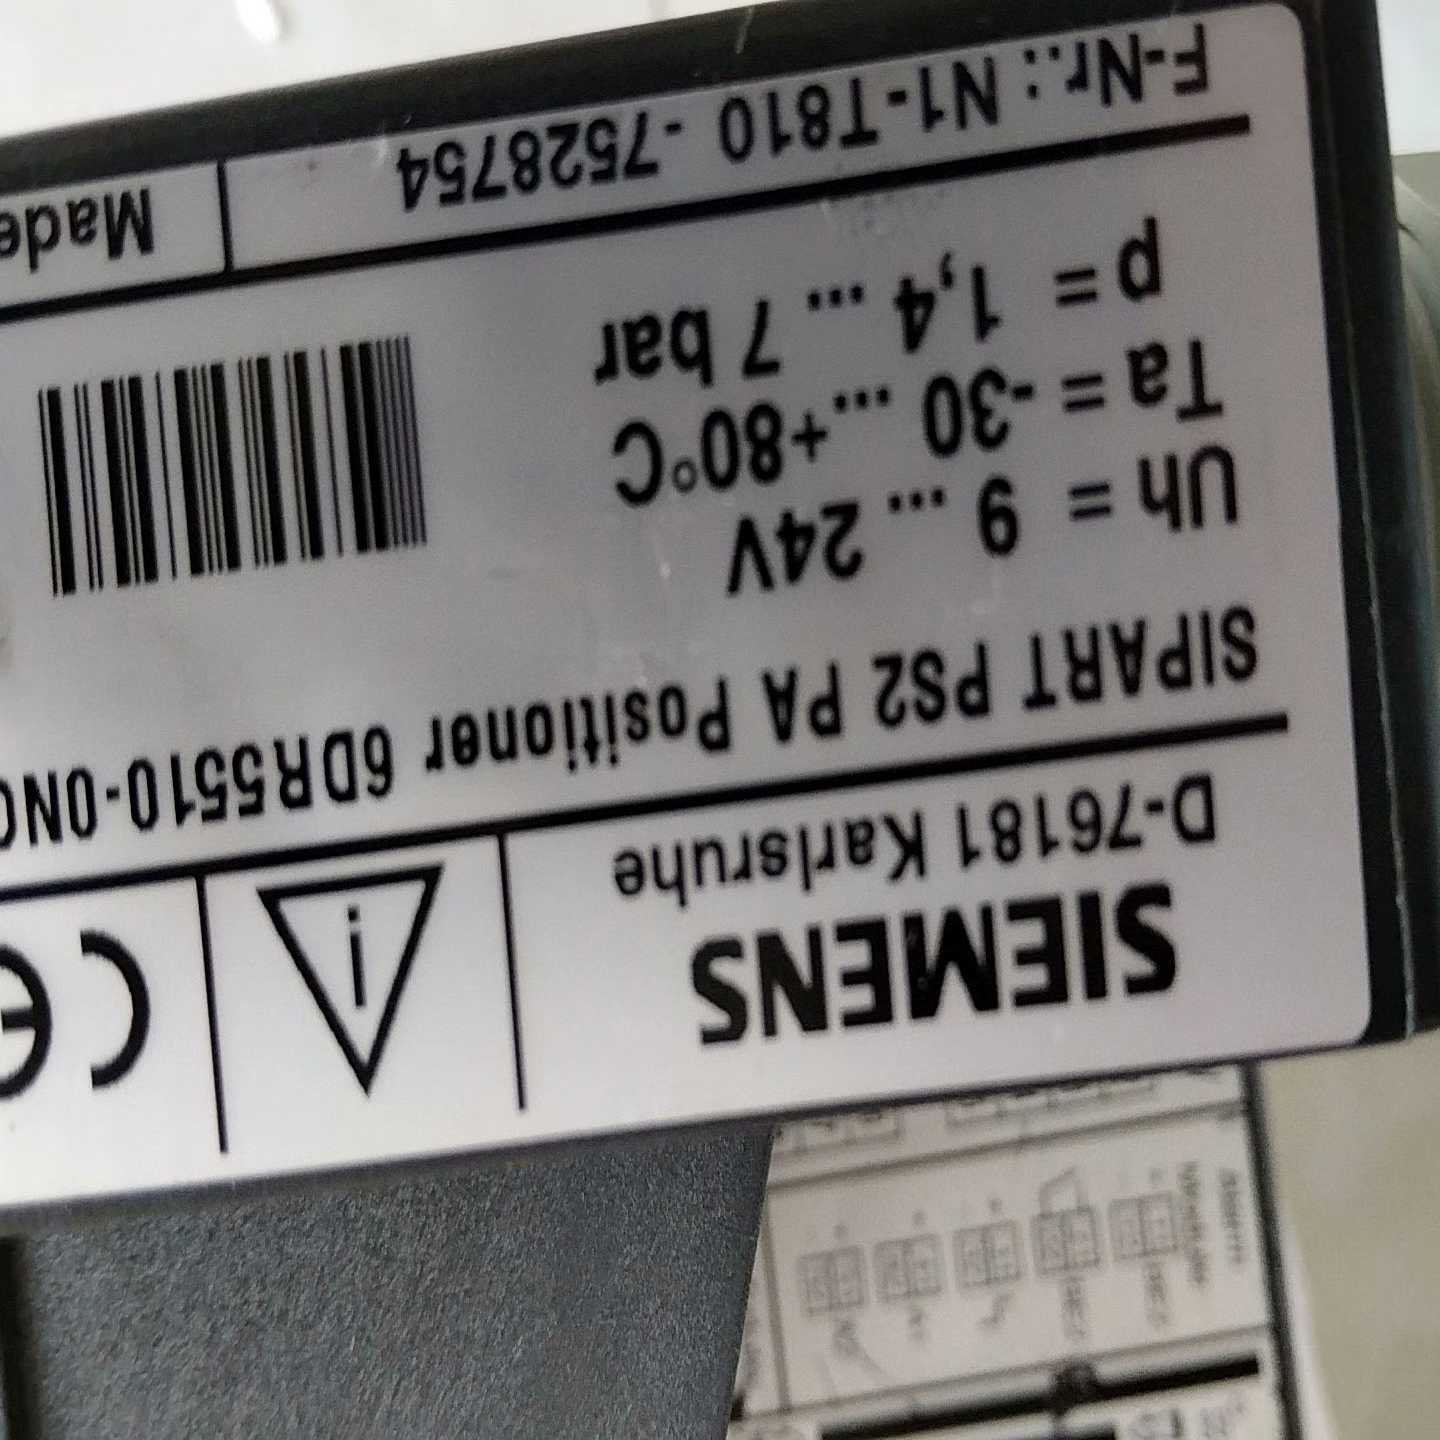 SIEMENS
D-76181 Karlsruhe
i
CE
SIPART PS2 PA Positioner 6DR5510-0N
Uh = 9 ... 24V
Ta = -30 ...+80°C
p = 1,4 ... 7 bar
F-Nr.: N1-T810 -7528754
Made